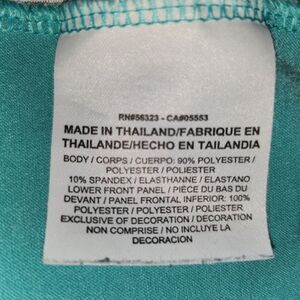 RN#56323 - CA#05553
MADE IN THAILAND/FABRIQUE EN
THAILANDE/HECHO EN TAILANDIA
BODY / CORPS / CUERPO: 90% POLYESTER /
POLYESTER / POLIESTER
10% SPANDEX / ELASTHANNE / ELASTANO
LOWER FRONT PANEL / PIÈCE DU BAS DU
DEVANT / PANEL FRONTAL INFERIOR: 100%
POLYESTER / POLYESTER / POLIESTER
EXCLUSIVE OF DECORATION / DECORATION
NON COMPRISE / NO INCLUYE LA
DECORACION